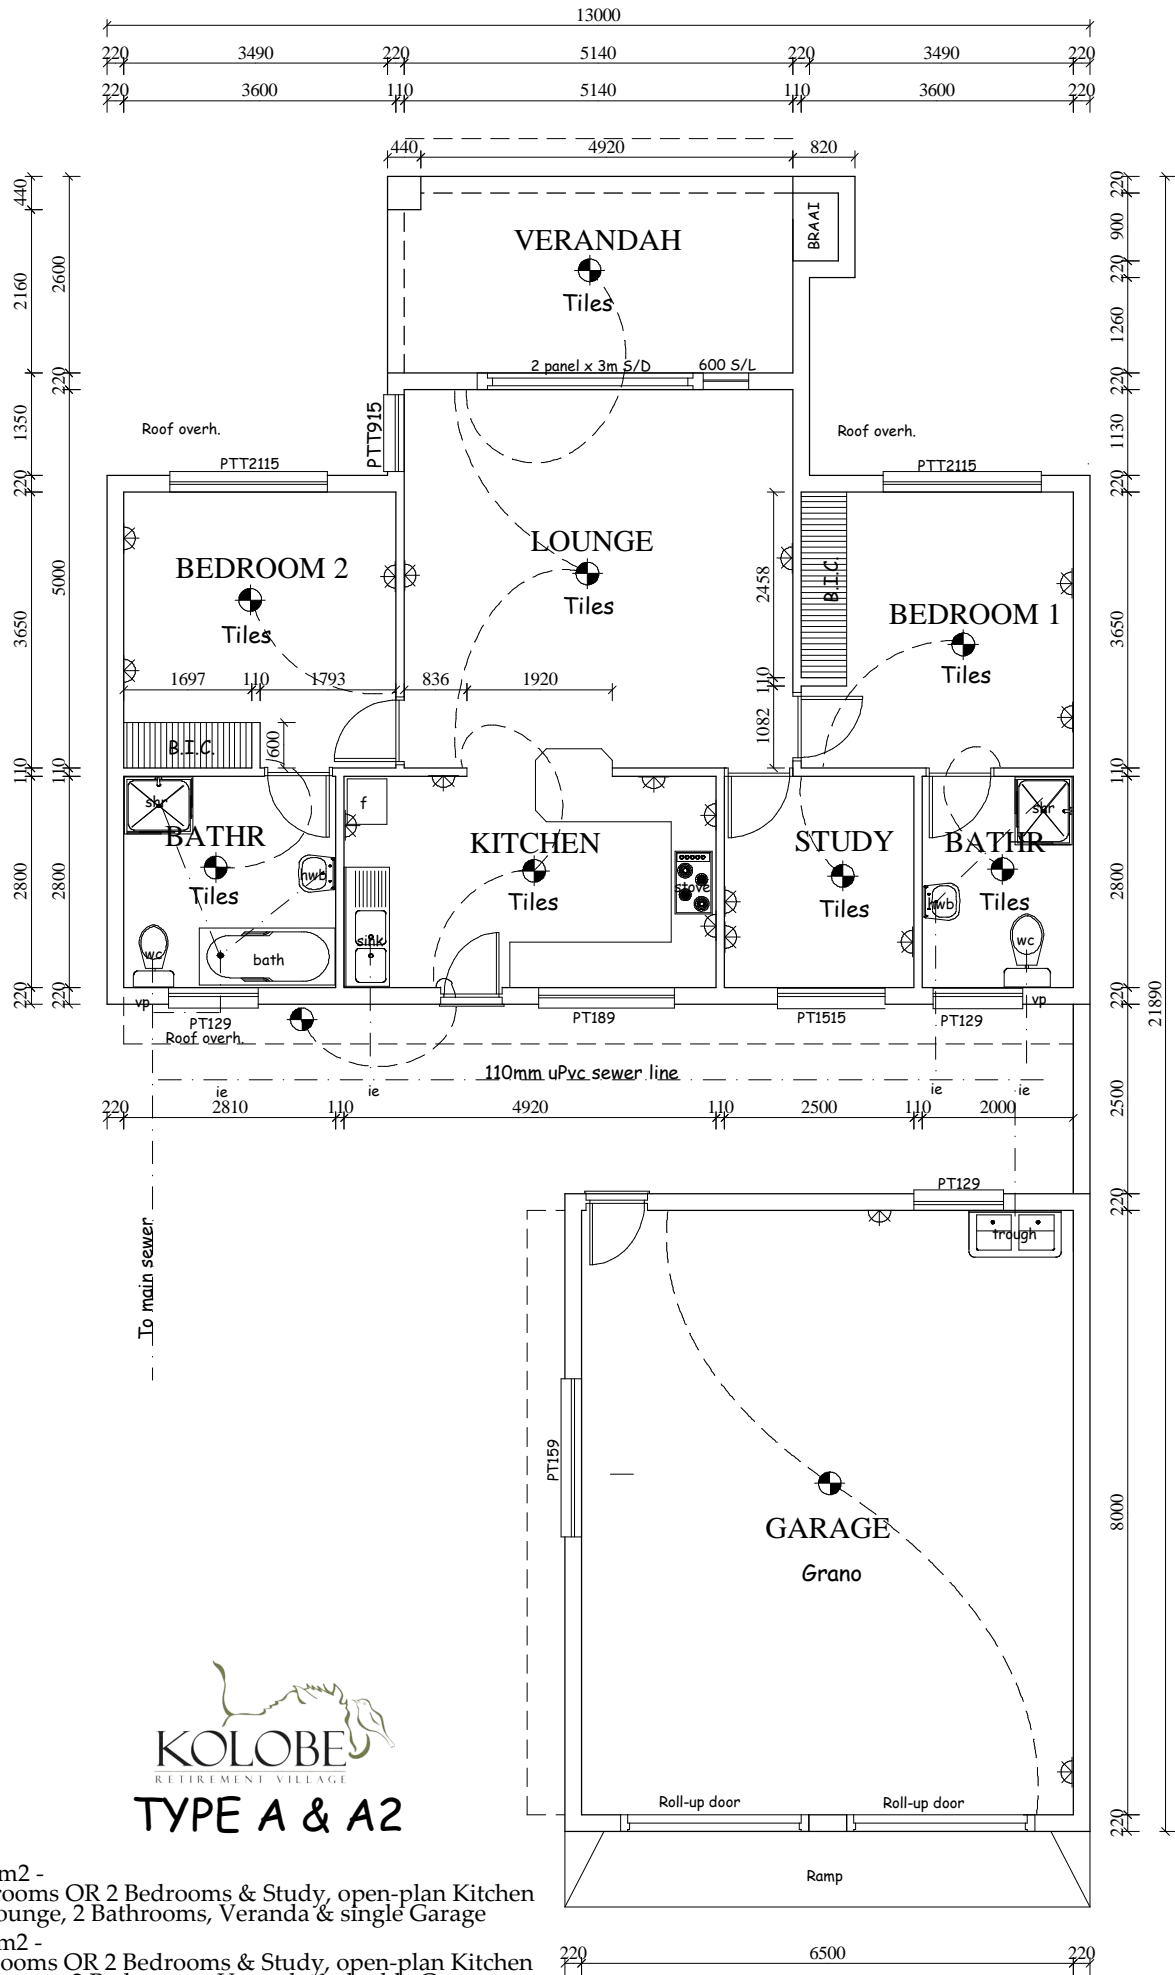 13000
220 3490 220 5140 220 3490 220
220 3600 110 5140 110 3600 220
440 4920 820
440
2160
220
1350
220
3650
110
2800
220
2600
5000
110
2800
220
220
900
220
1260
220
1130
220
3650
110
2800
220
2500
220
8000
220
21890
BRAAI
VERANDAH
Tiles
2 panel x 3m S/D 600 S/L
PTT915
Roof overh.
Roof overh.
PTT2115
PTT2115
LOUNGE
Tiles
BEDROOM 2
Tiles
2458
110
1082
B.I.C.
BEDROOM 1
Tiles
1697 110 1793 836 1920
B.I.C.
600
shr
f
shr
BATHR
Tiles
KITCHEN
Tiles
STUDY
Tiles
BATHR
Tiles
hwb
stove
hwb
wc
bath
sink
wc
vp
vp
PT129
PT189
PT1515
PT129
Roof overh.
110mm uPvc sewer line
ie
ie
ie
ie
220 2810 110 4920 110 2500 110 2000
PT129
To main sewer
trough
PT159
GARAGE
Grano
Roll-up door
Roll-up door
Ramp
220 6500 220
KOLOBE
RETIREMENT VILLAGE
TYPE A & A2
m2 -
rooms OR 2 Bedrooms & Study, open-plan Kitchen
ounge, 2 Bathrooms, Veranda & single Garage
m2 -
rooms OR 2 Bedrooms & Study, open-plan Kitchen